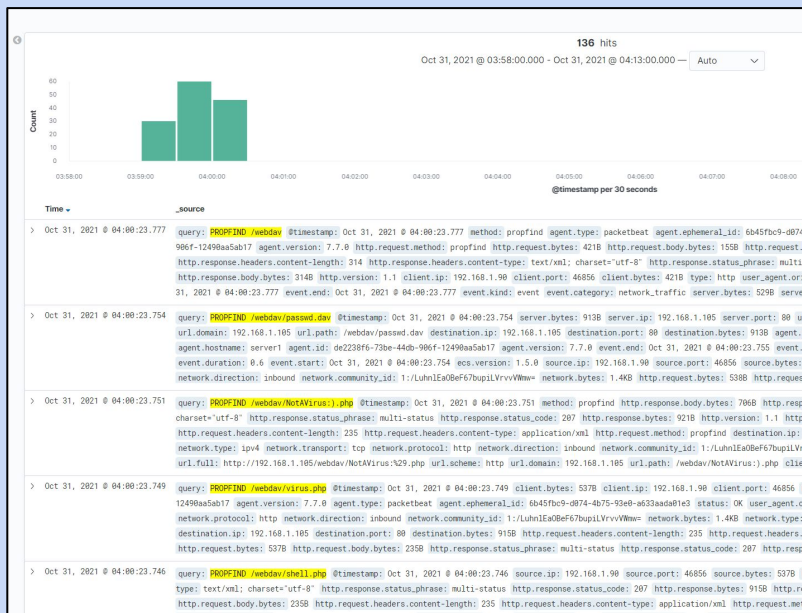 136 hits
Oct 31, 2021 @ 03:58:00.000 - Oct 31, 2021 @ 04:13:00.000 — Auto
Count
60
50
40
30
20
10
0
03:58:00 03:59:00 04:00:00 04:01:00 04:02:00 04:03:00 04:04:00 04:05:00 04:06:00 04:07:00 04:08:00
@timestamp per 30 seconds
Time _source
Oct 31, 2021 @ 04:00:23.777 query: PROPFIND /webdav @timestamp: Oct 31, 2021 @ 04:00:23.777 method: propfind agent.type: packetbeat agent.ephemeral_id: 6b45fbc9-d074
906f-12490aa5ab17 agent.version: 7.7.0 http.request.method: propfind http.request.bytes: 421B http.request.body.bytes: 155B http.request.
http.response.headers.content-length: 314 http.response.headers.content-type: text/xml; charset="utf-8" http.response.status_phrase: multi
http.response.body.bytes: 314B http.version: 1.1 client.ip: 192.168.1.90 client.port: 46856 client.bytes: 421B type: http user_agent.ori
31, 2021 @ 04:00:23.777 event.end: Oct 31, 2021 @ 04:00:23.777 event.kind: event event.category: network_traffic server.bytes: 529B serve
Oct 31, 2021 @ 04:00:23.754 query: PROPFIND /webdav/passwd.dav @timestamp: Oct 31, 2021 @ 04:00:23.754 server.bytes: 913B server.ip: 192.168.1.105 server.port: 80 u
url.domain: 192.168.1.105 url.path: /webdav/passwd.dav destination.ip: 192.168.1.105 destination.port: 80 destination.bytes: 913B agent.
agent.hostname: server1 agent.id: de2238f6-73be-44db-906f-12490aa5ab17 agent.version: 7.7.0 event.end: Oct 31, 2021 @ 04:00:23.755 event.
event.duration: 0.6 event.start: Oct 31, 2021 @ 04:00:23.754 ecs.version: 1.5.0 source.ip: 192.168.1.90 source.port: 46856 source.bytes:
network.direction: inbound network.community_id: 1:/LuhnlEaOBeF67bupiLVrvvVWmw= network.bytes: 1.4KB http.request.bytes: 538B http.reques
Oct 31, 2021 @ 04:00:23.751 query: PROPFIND /webdav/NotAVirus:).php @timestamp: Oct 31, 2021 @ 04:00:23.751 method: propfind http.response.body.bytes: 706B http.resp
charset="utf-8" http.response.status_phrase: multi-status http.response.status_code: 207 http.response.bytes: 921B http.version: 1.1 htt
http.request.headers.content-length: 235 http.request.headers.content-type: application/xml http.request.method: propfind destination.ip:
network.type: ipv4 network.transport: tcp network.protocol: http network.direction: inbound network.community_id: 1:/LuhnlEaOBeF67bupiLVr
url.full: http://192.168.1.105/webdav/NotAVirus:%29.php url.scheme: http url.domain: 192.168.1.105 url.path: /webdav/NotAVirus:).php clie
Oct 31, 2021 @ 04:00:23.749 query: PROPFIND /webdav/virus.php @timestamp: Oct 31, 2021 @ 04:00:23.749 client.bytes: 537B client.ip: 192.168.1.90 client.port: 46856
12490aa5ab17 agent.version: 7.7.0 agent.type: packetbeat agent.ephemeral_id: 6b45fbc9-d074-4b75-93e0-a633aada01e3 status: OK user_agent.o
network.protocol: http network.direction: inbound network.community_id: 1:/LuhnlEaOBeF67bupiLVrvvVWmw= network.bytes: 1.4KB network.type:
destination.ip: 192.168.1.105 destination.port: 80 destination.bytes: 915B http.request.headers.content-length: 235 http.request.headers.
http.request.bytes: 537B http.request.body.bytes: 235B http.response.status_phrase: multi-status http.response.status_code: 207 http.resp
Oct 31, 2021 @ 04:00:23.746 query: PROPFIND /webdav/shell.php @timestamp: Oct 31, 2021 @ 04:00:23.746 source.ip: 192.168.1.90 source.port: 46856 source.bytes: 537B
type: text/xml; charset="utf-8" http.response.status_phrase: multi-status http.response.status_code: 207 http.response.bytes: 915B http.r
http.request.body.bytes: 235B http.request.headers.content-length: 235 http.request.headers.content-type: application/xml http.request.met